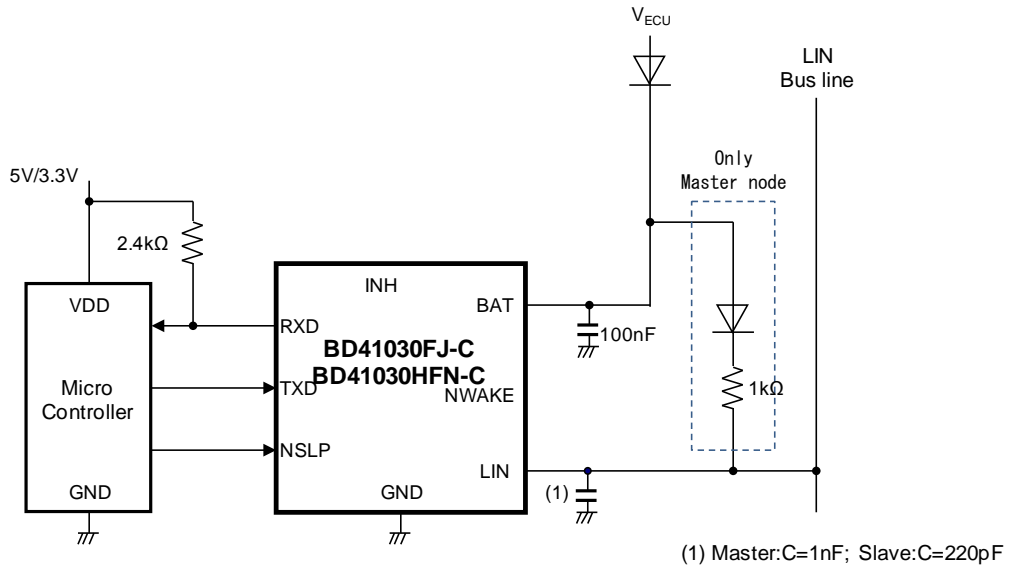 V_ECU
LIN
Bus line
Only
Master node
5V/3.3V
2.4kΩ
INH
VDD
BAT
RXD
100nF
BD41030FJ-C
BD41030HFN-C
Micro
Controller
TXD
NWAKE
1kΩ
NSLP
LIN
(1)
GND
GND
(1) Master:C=1nF; Slave:C=220pF